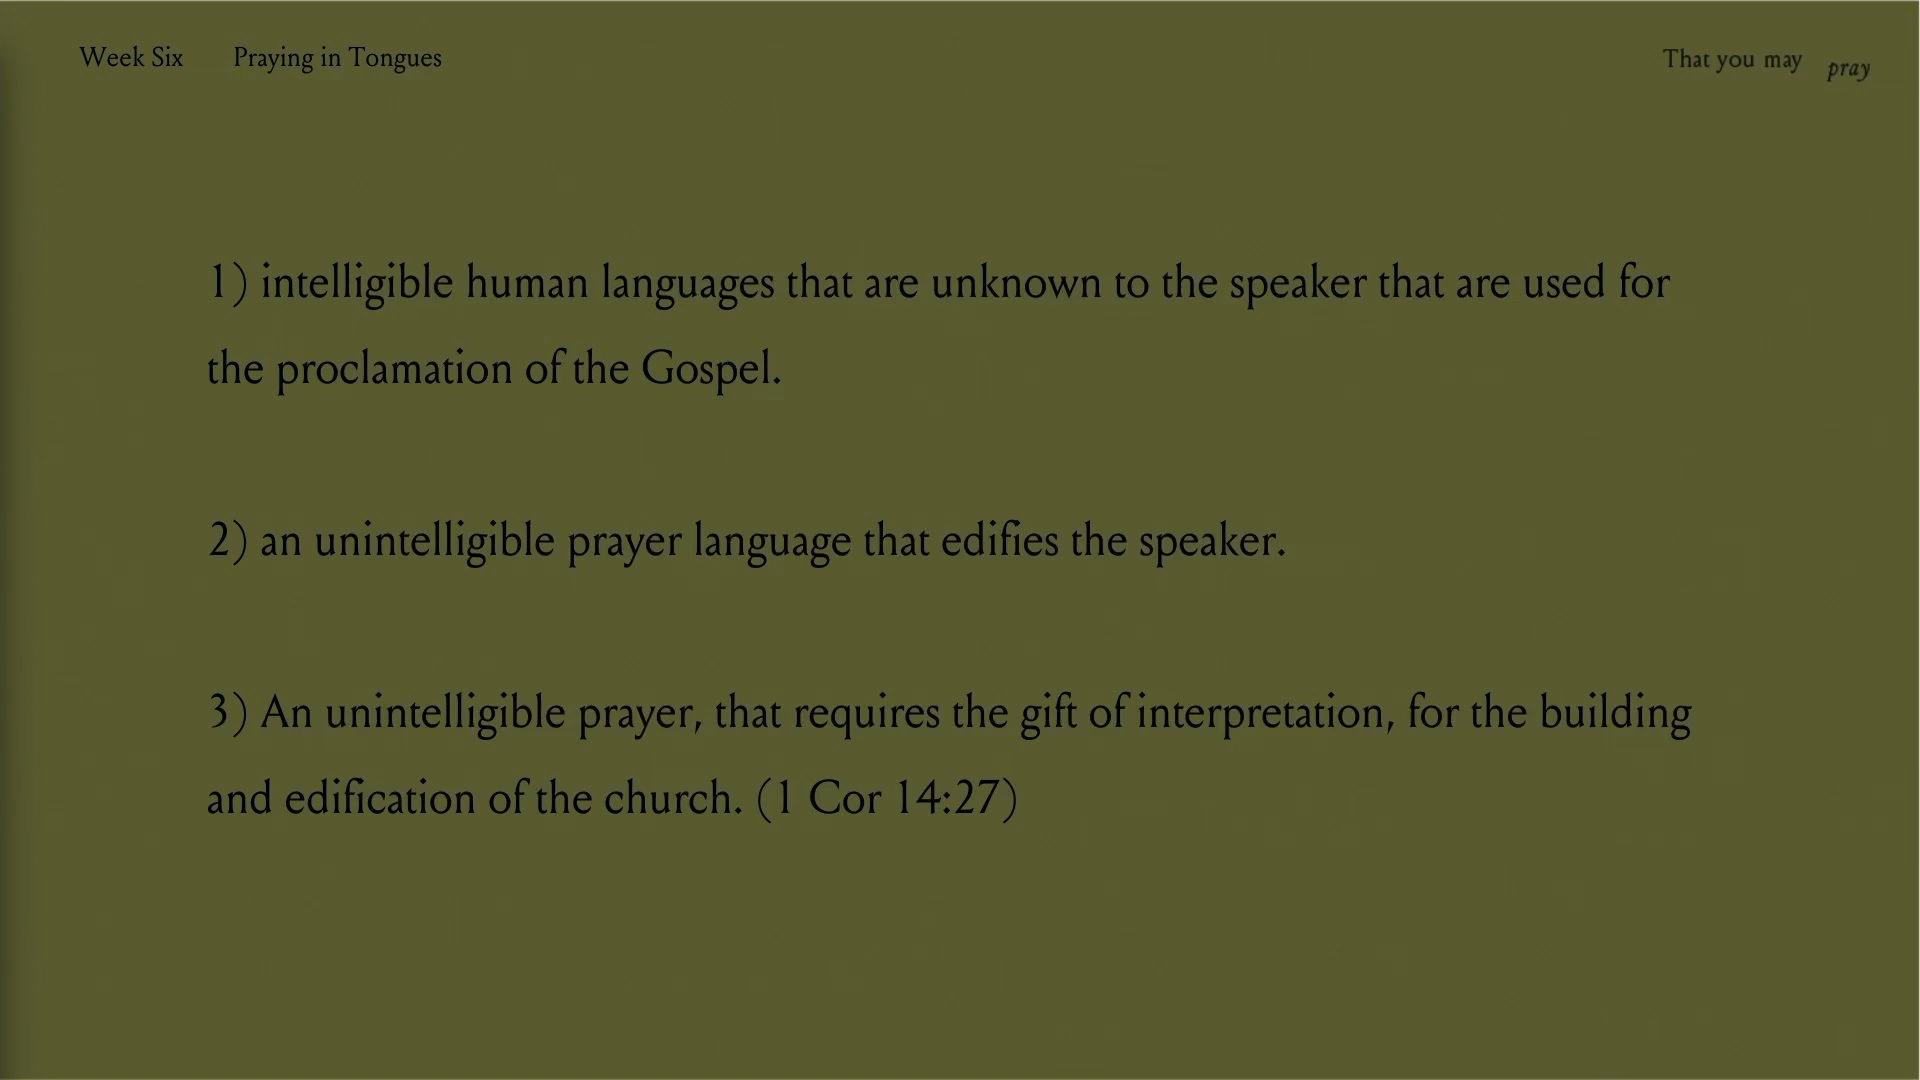 Week Six Praying in Tongues
That you may pray
1) intelligible human languages that are unknown to the speaker that are used for
the proclamation of the Gospel.
2) an unintelligible prayer language that edifies the speaker.
3) An unintelligible prayer, that requires the gift of interpretation, for the building
and edification of the church. (1 Cor 14:27)